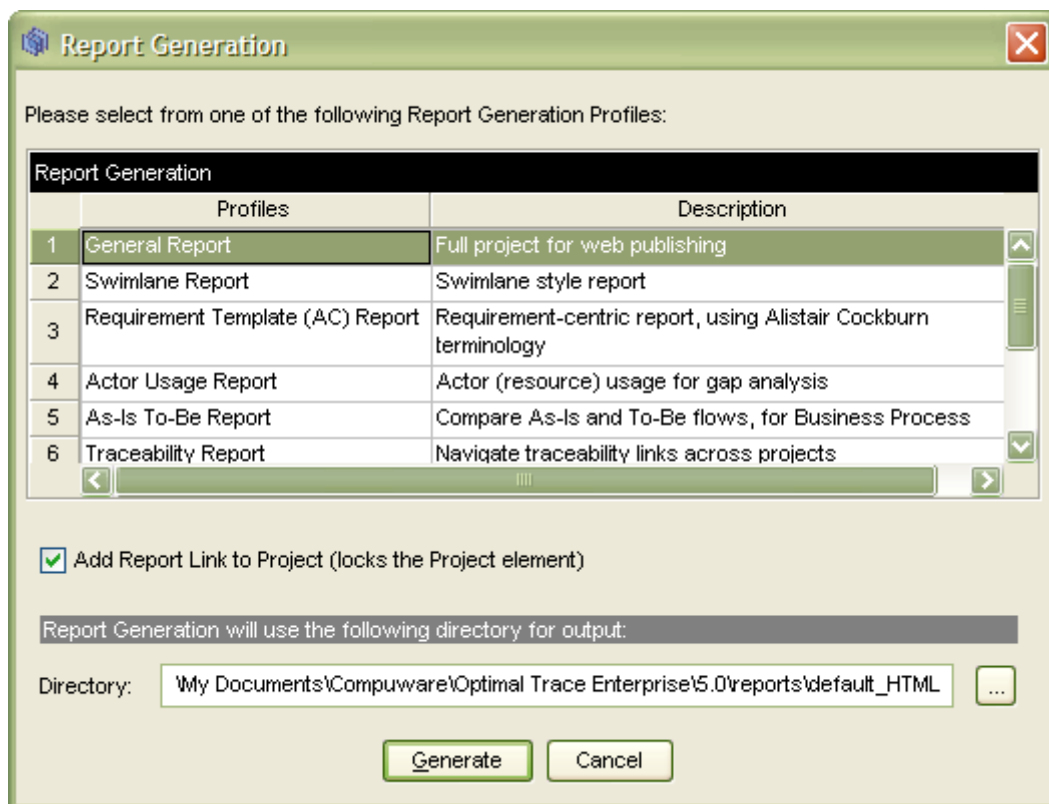 Report Generation
Please select from one of the following Report Generation Profiles:
Report Generation
Profiles Description
1 General Report Full project for web publishing
2 Swimlane Report Swimlane style report
3 Requirement Template (AC) Report Requirement-centric report, using Alistair Cockburn
terminology
4 Actor Usage Report Actor (resource) usage for gap analysis
5 As-Is To-Be Report Compare As-Is and To-Be flows, for Business Process
6 Traceability Report Navigate traceability links across projects
Add Report Link to Project (locks the Project element)
Report Generation will use the following directory for output:
Directory: \My Documents\Compuware\Optimal Trace Enterprise\5.0\reports\default_HTML ...
Generate Cancel